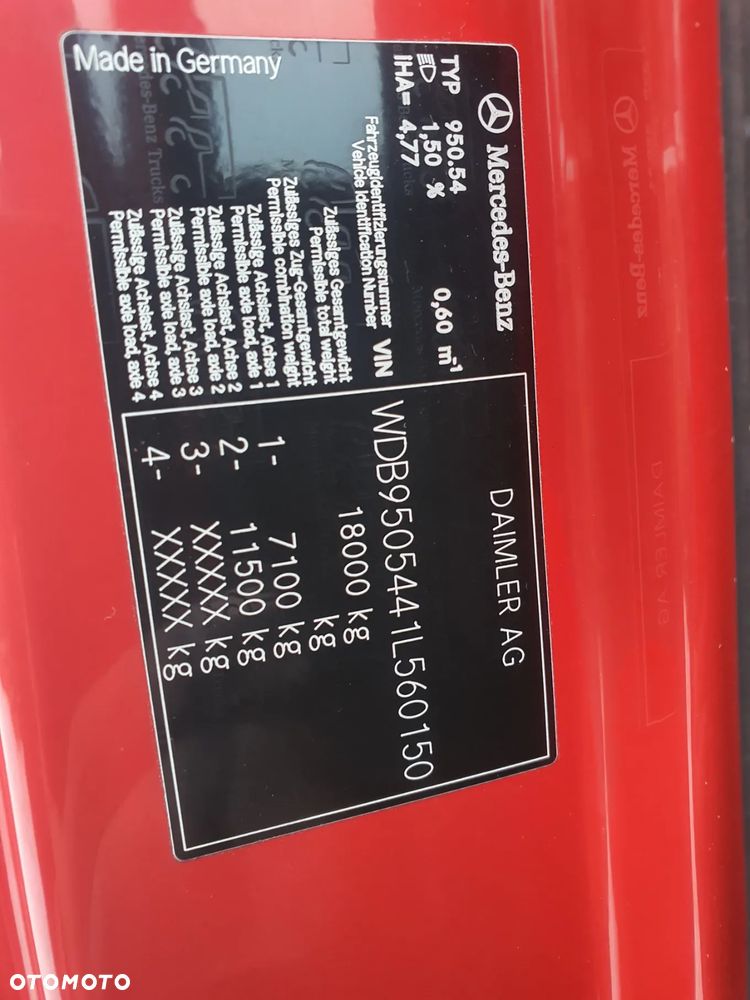 Mercedes-Benz
DAIMLER AG
TYP 950.54
1,50 %
0,60 m⁻¹
IHA= 4,77
Fahrzeugidentifizierungsnummer
Vehicle Identification Number
VIN
WDB9505441L560150
Zulässiges Gesamtgewicht
Permissible total weight
18000 kg
Zulässiges Zug-Gesamtgewicht
Permissible combination weight
kg
Zulässige Achslast, Achse 1
Permissible axle load, axle 1
1- 7100 kg
Zulässige Achslast, Achse 2
Permissible axle load, axle 2
2- 11500 kg
Zulässige Achslast, Achse 3
Permissible axle load, axle 3
3- XXXXX kg
Zulässige Achslast, Achse 4
Permissible axle load, axle 4
4- XXXXX kg
Made in Germany
OTOMOTO